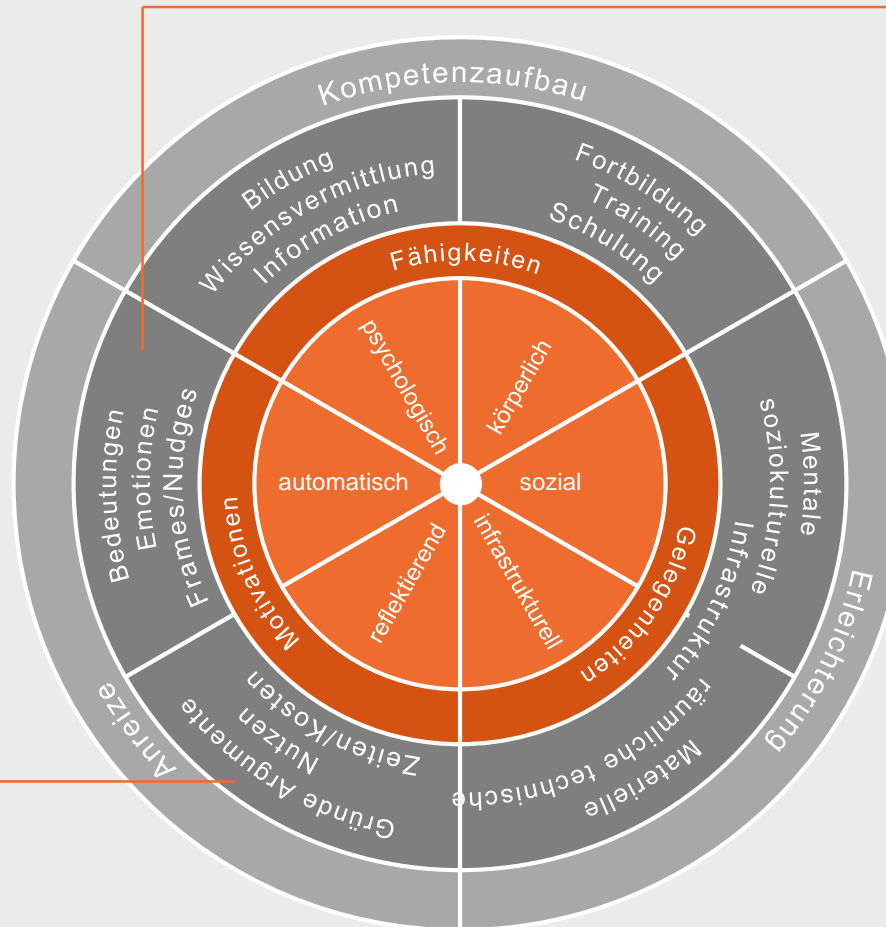 Kompetenzaufbau
Bildung
Wissensvermittlung
Information
Fortbildung
Training
Schulung
Fähigkeiten
psychologisch
körperlich
automatisch
sozial
reflektierend
infrastrukturell
Motivationen
Gelegenheiten
Bedeutungen
Emotionen
Frames/Nudges
Mentale
soziokulturelle
Infrastruktur
räumliche technische
Materielle
Zeiten/Kosten
Nutzen
Gründe Argumente
Anreize
Erleichterung